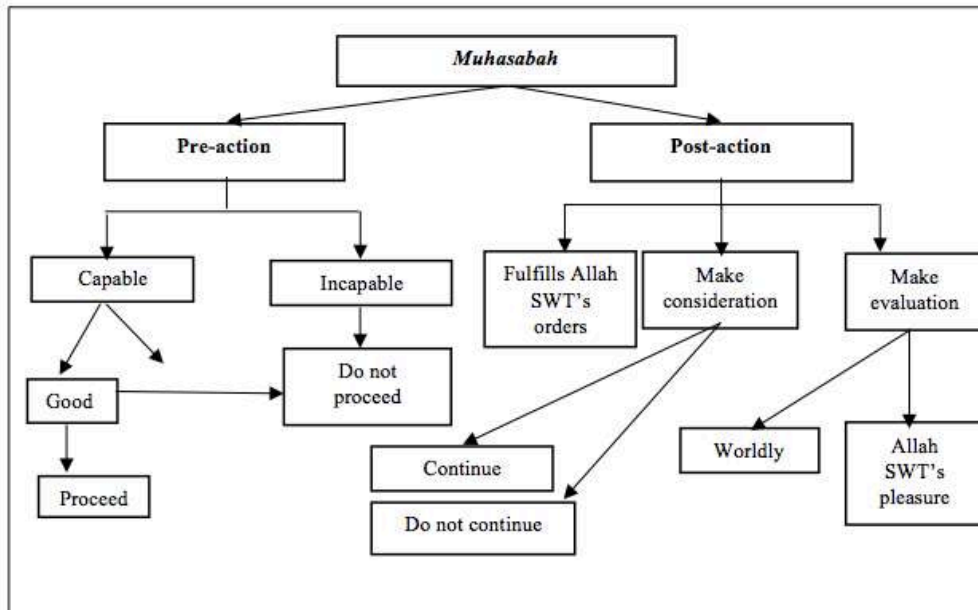 Muhasabah
Pre-action
Post-action
Capable
Incapable
Fulfills Allah
SWT's
orders
Make
consideration
Make
evaluation
Good
Do not
proceed
Proceed
Continue
Do not continue
Worldly
Allah
SWT's
pleasure